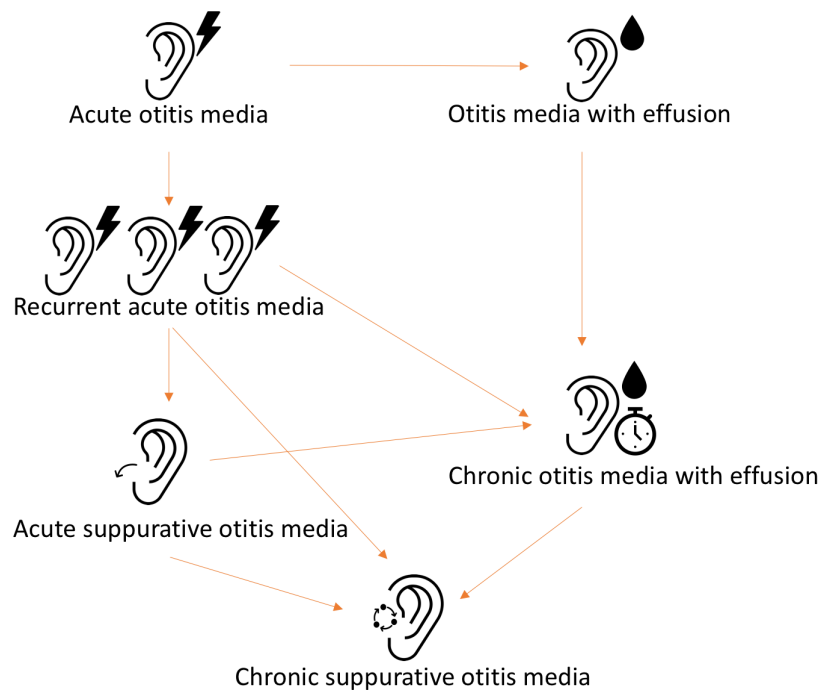 Acute otitis media
Otitis media with effusion
Recurrent acute otitis media
Chronic otitis media with effusion
Acute suppurative otitis media
Chronic suppurative otitis media